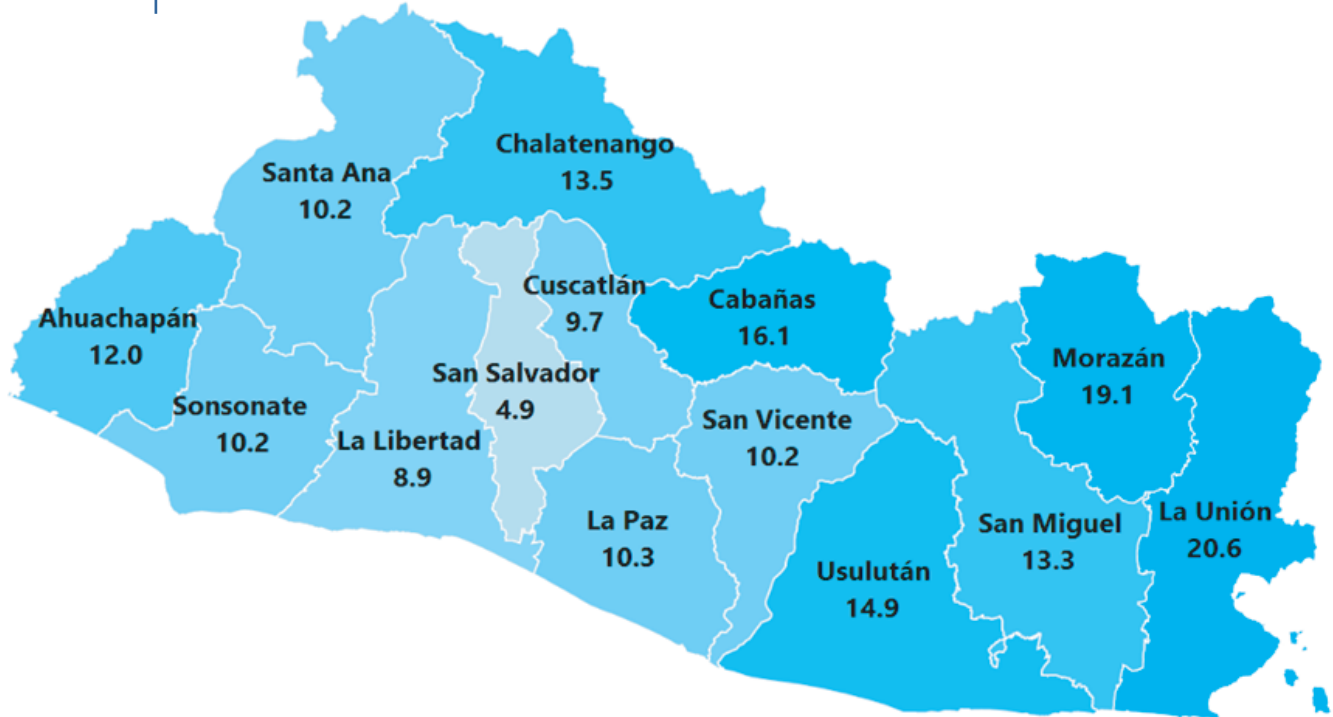 Chalatenango
13.5
Santa Ana
10.2
Cuscatlán
9.7
Cabañas
16.1
Ahuachapán
12.0
Morazán
19.1
San Salvador
4.9
Sonsonate
10.2
San Vicente
10.2
La Libertad
8.9
La Unión
20.6
La Paz
10.3
San Miguel
13.3
Usulután
14.9